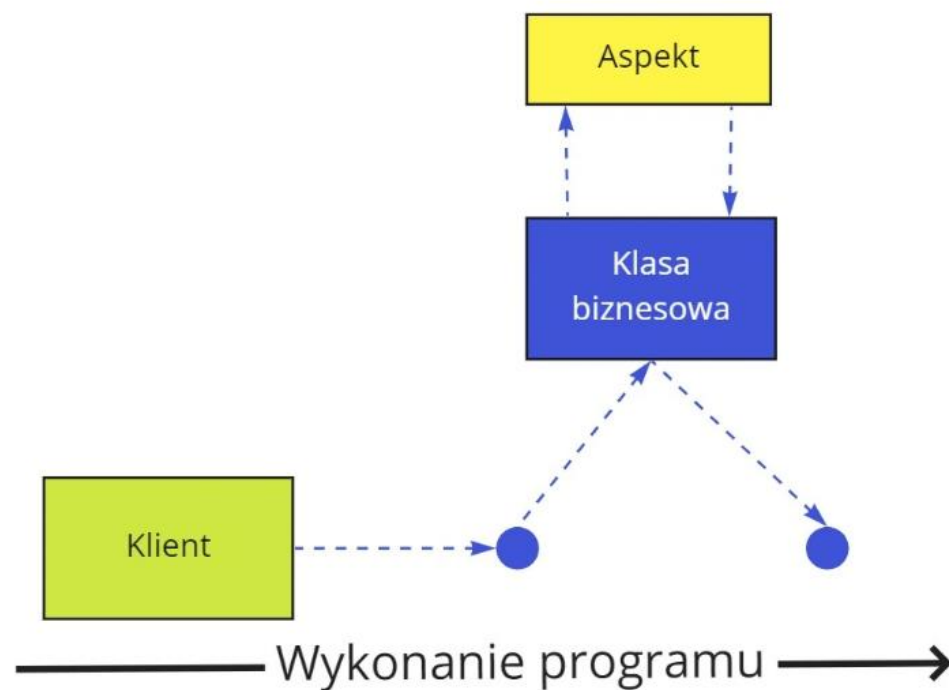 Aspekt
Klasa
biznesowa
Klient
Wykonanie programu